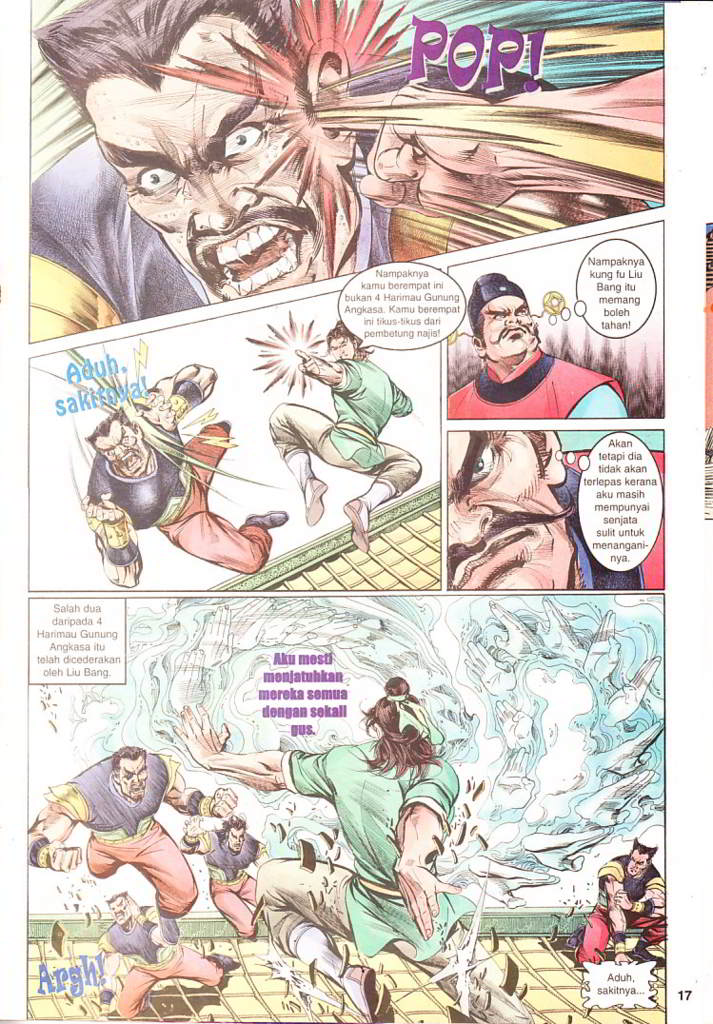 POP!
Nampaknya
kamu berempat ini
bukan 4 Harimau Gunung
Angkasa. Kamu berempat
ini tikus-tikus dari
pembetung najis!
Nampaknya
kung fu Liu
Bang itu
memang
boleh
tahan!
Aduh,
sakitnya!
Akan
tetapi dia
tidak akan
terlepas kerana
aku masih
mempunyai
senjata
sulit untuk
menangani-
nya.
Salah dua
daripada 4
Harimau Gunung
Angkasa itu
telah dicederakan
oleh Liu Bang.
Aku mesti
menjatuhkan
mereka semua
dengan sekali
gus.
Argh!
Aduh,
sakitnya...
17